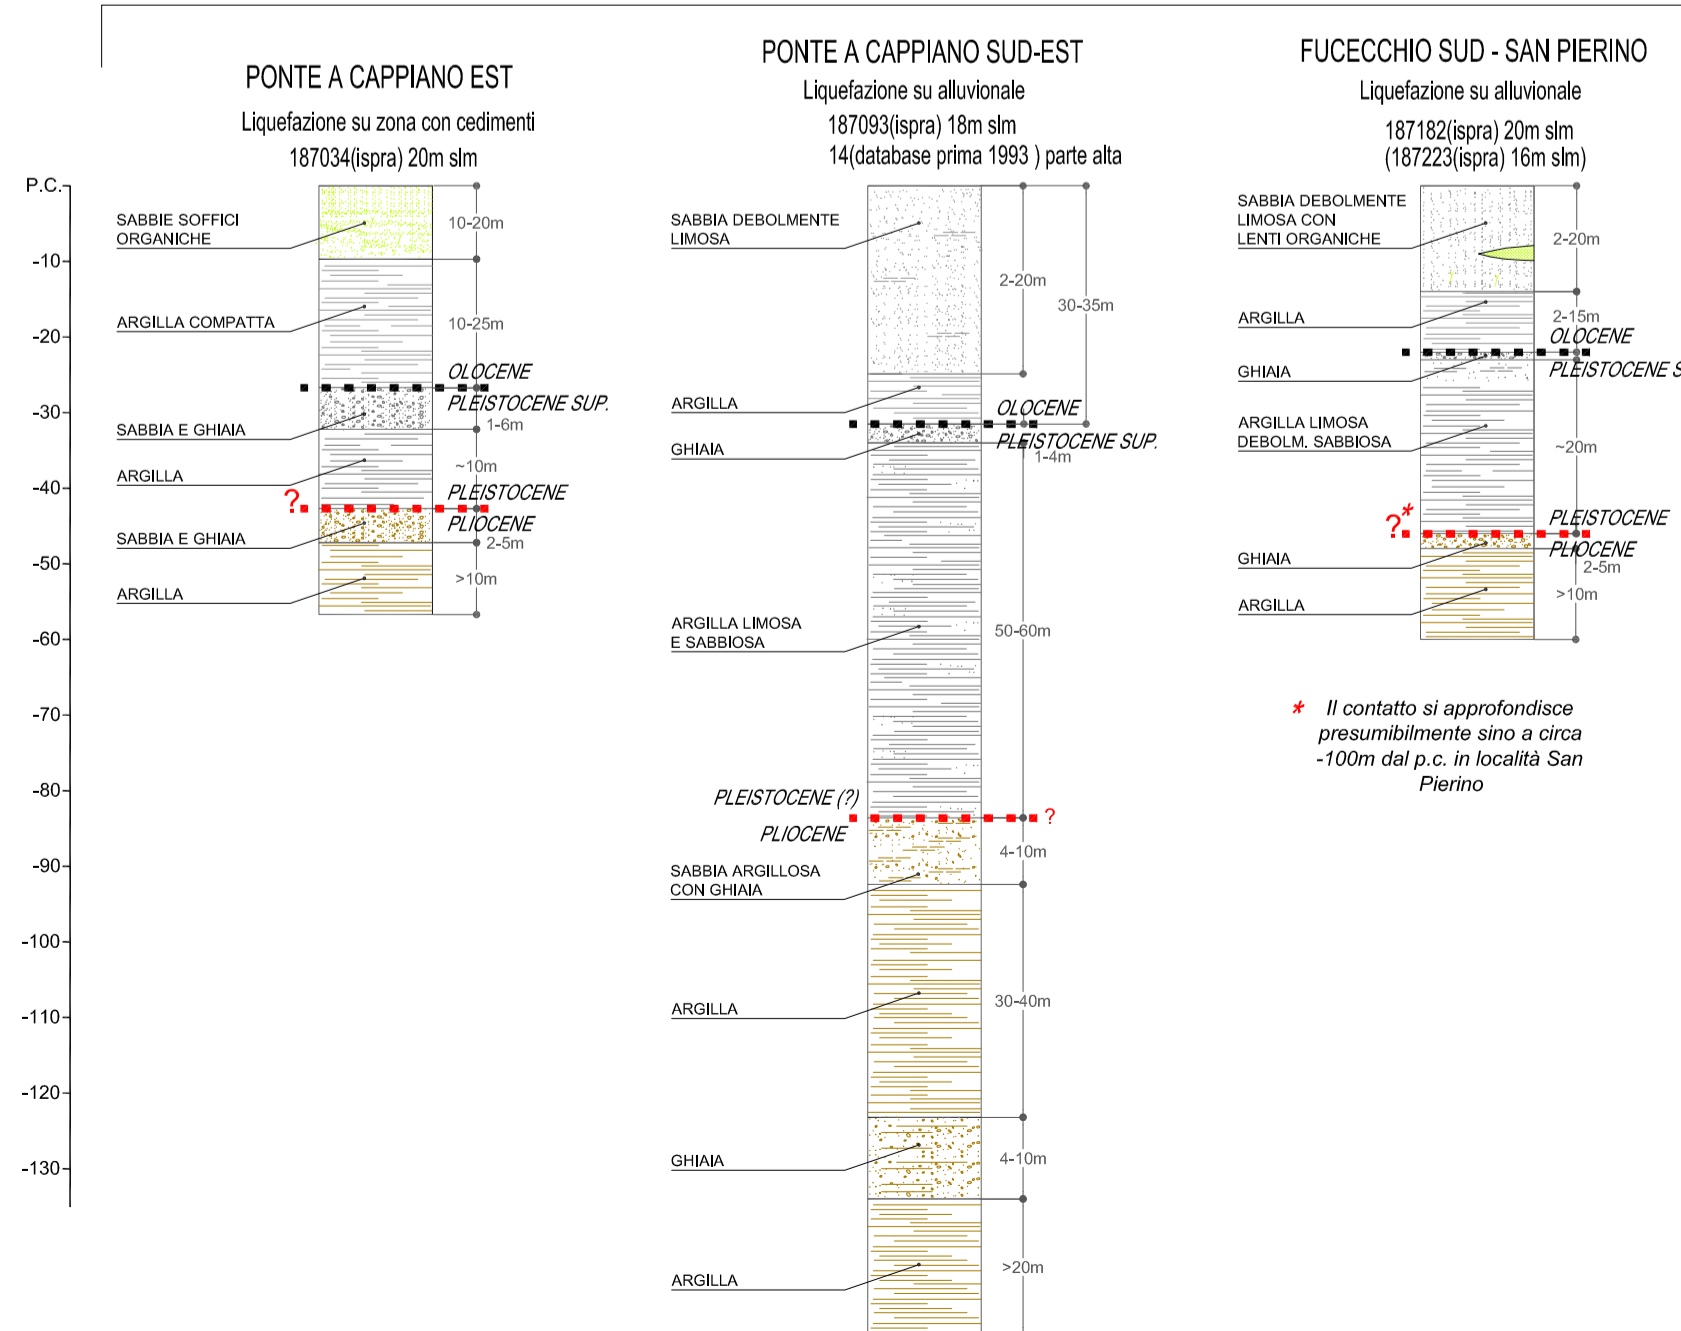 PONTE A CAPPIANO EST
Liquefazione su zona con cedimenti
187034(ispra) 20m slm
P.C.
-10
-20
-30
-40
-50
-60
-70
-80
-90
-100
-110
-120
-130
SABBIE SOFFICI
ORGANICHE
10-20m
ARGILLA COMPATTA
10-25m
OLOCENE
PLEISTOCENE SUP.
SABBIA E GHIAIA
1-6m
ARGILLA
~10m
?
PLEISTOCENE
PLIOCENE
SABBIA E GHIAIA
2-5m
ARGILLA
>10m
PONTE A CAPPIANO SUD-EST
Liquefazione su alluvionale
187093(ispra) 18m slm
14(database prima 1993 ) parte alta
SABBIA DEBOLMENTE
LIMOSA
2-20m
30-35m
ARGILLA
OLOCENE
PLEISTOCENE SUP.
GHIAIA
1-4m
ARGILLA LIMOSA
E SABBIOSA
50-60m
PLEISTOCENE (?)
?
PLIOCENE
4-10m
SABBIA ARGILLOSA
CON GHIAIA
ARGILLA
30-40m
GHIAIA
4-10m
ARGILLA
>20m
FUCECCHIO SUD - SAN PIERINO
Liquefazione su alluvionale
187182(ispra) 20m slm
(187223(ispra) 16m slm)
SABBIA DEBOLMENTE
LIMOSA CON
LENTI ORGANICHE
2-20m
ARGILLA
2-15m
OLOCENE
PLEISTOCENE S
GHIAIA
ARGILLA LIMOSA
DEBOLM. SABBIOSA
~20m
?*
PLEISTOCENE
PLIOCENE
GHIAIA
2-5m
ARGILLA
>10m
* Il contatto si approfondisce
presumibilmente sino a circa
-100m dal p.c. in località San
Pierino